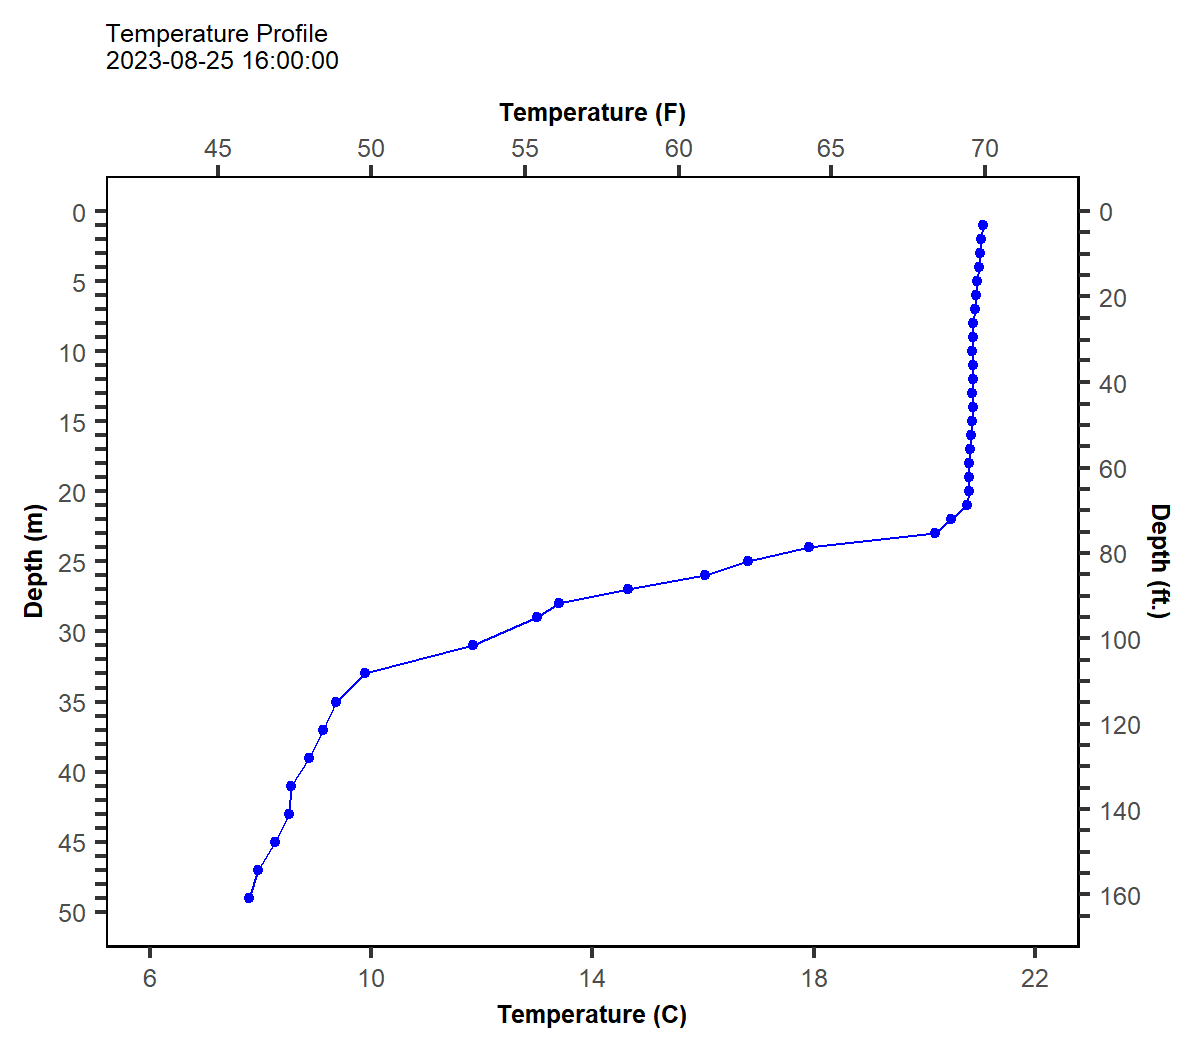 Temperature Profile
2023-08-25 16:00:00
Temperature (F)
45 50 55 60 65 70
0 5 10 15 20 25 30 35 40 45 50
Depth (m)
0 20 40 60 80 100 120 140 160
Depth (ft.)
6 10 14 18 22
Temperature (C)